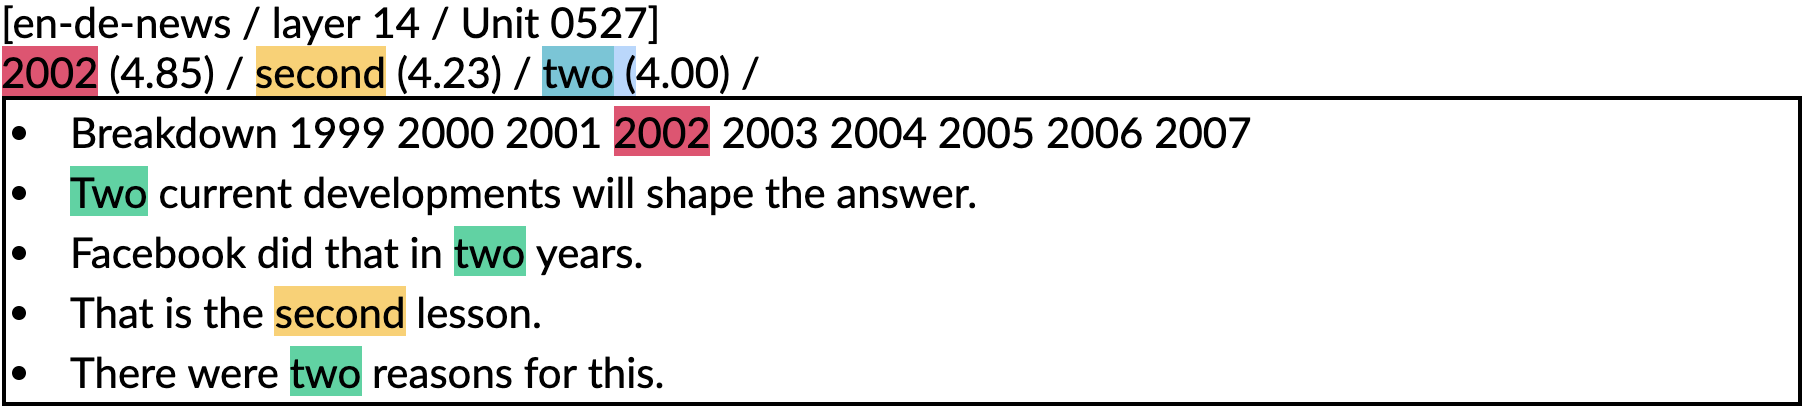 [en-de-news / layer 14 / Unit 0527]
2002 (4.85) / second (4.23) / two (4.00) /
• Breakdown 1999 2000 2001 2002 2003 2004 2005 2006 2007
• Two current developments will shape the answer.
• Facebook did that in two years.
• That is the second lesson.
• There were two reasons for this.